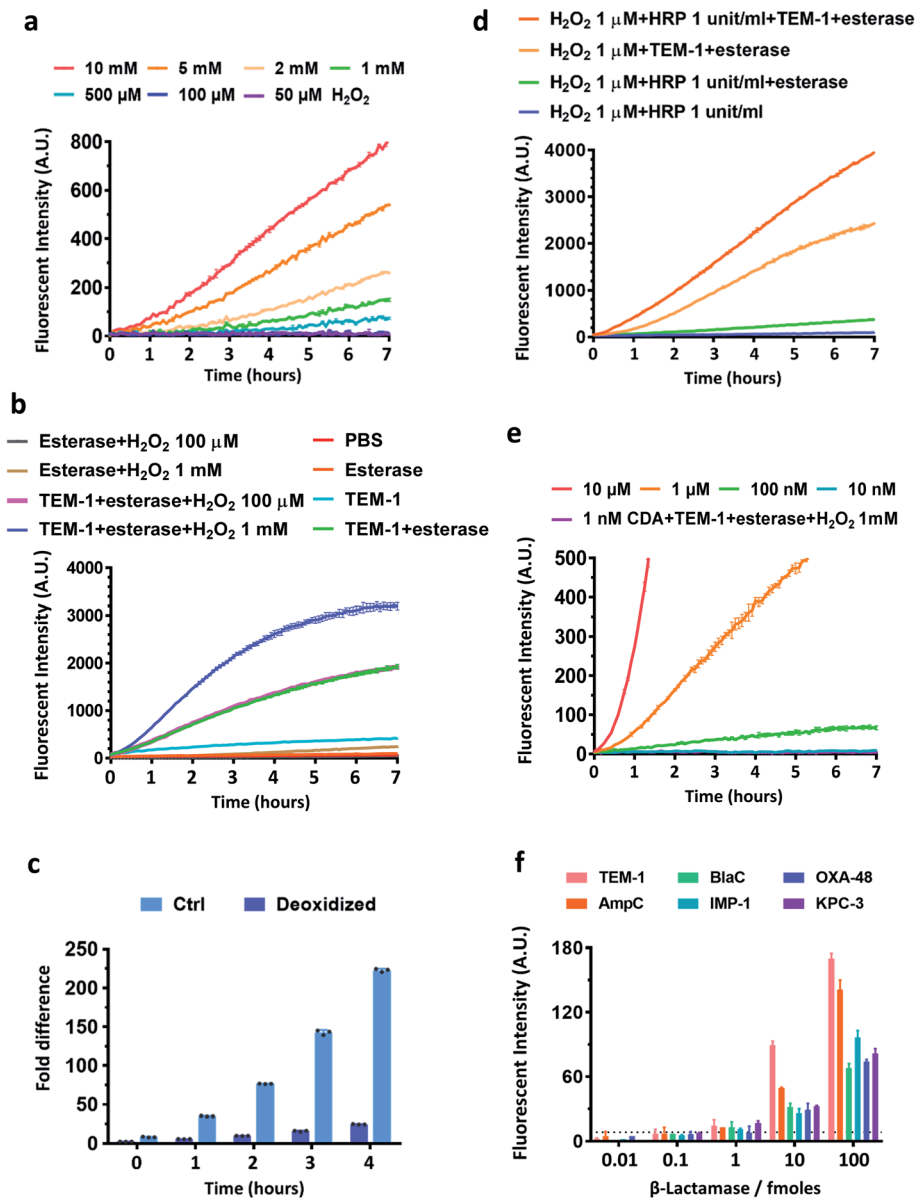 a
10 mM 5 mM 2 mM 1 mM
500 µM 100 µM 50 µM H₂O₂
Fluorescent Intensity (A.U.)
800
600
400
200
0
0 1 2 3 4 5 6 7
Time (hours)
b
Esterase+H₂O₂ 100 µM PBS
Esterase+H₂O₂ 1 mM Esterase
TEM-1+esterase+H₂O₂ 100 µM TEM-1
TEM-1+esterase+H₂O₂ 1 mM TEM-1+esterase
Fluorescent Intensity (A.U.)
4000
3000
2000
1000
0
0 1 2 3 4 5 6 7
Time (hours)
c
Ctrl Deoxidized
Fold difference
250
200
150
100
50
25
0
0 1 2 3 4
Time (hours)
d
H₂O₂ 1 µM+HRP 1 unit/ml+TEM-1+esterase
H₂O₂ 1 µM+TEM-1+esterase
H₂O₂ 1 µM+HRP 1 unit/ml+esterase
H₂O₂ 1 µM+HRP 1 unit/ml
Fluorescent Intensity (A.U.)
4000
3000
2000
1000
0
0 1 2 3 4 5 6 7
Time (hours)
e
10 µM 1 µM 100 nM 10 nM
1 nM CDA+TEM-1+esterase+H₂O₂ 1mM
Fluorescent Intensity (A.U.)
500
400
300
200
100
0
0 1 2 3 4 5 6 7
Time (hours)
f
TEM-1 BlaC OXA-48
AmpC IMP-1 KPC-3
Fluorescent Intensity (A.U.)
180
120
60
0
0.01 0.1 1 10 100
β-Lactamase / fmoles